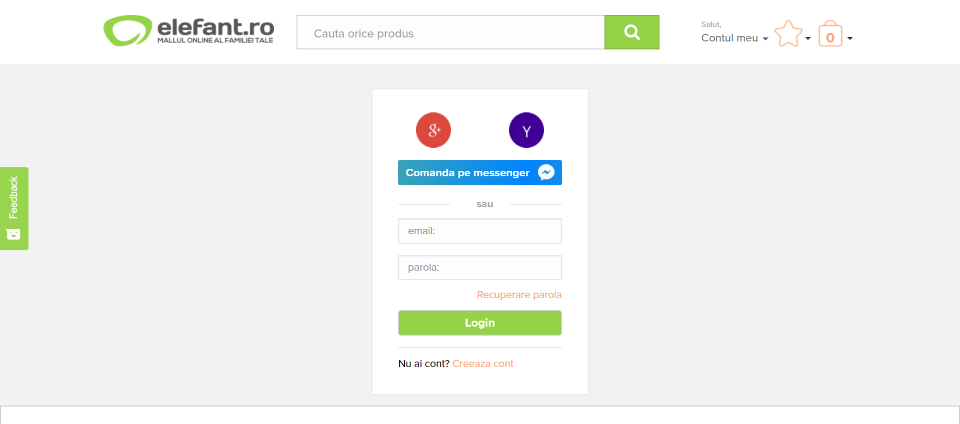 elefant.ro
MALLUL ONLINE AL FAMILIEI TALE
Cauta orice produs
Salut,
Contul meu
0
g+
Y
Comanda pe messenger
sau
email:
parola:
Recuperare parola
Login
Nu ai cont? Creeaza cont
Feedback